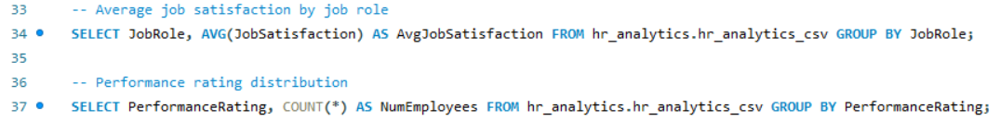 33 -- Average job satisfaction by job role
34 SELECT JobRole, AVG(JobSatisfaction) AS AvgJobSatisfaction FROM hr_analytics.hr_analytics_csv GROUP BY JobRole;
35
36 -- Performance rating distribution
37 SELECT PerformanceRating, COUNT(*) AS NumEmployees FROM hr_analytics.hr_analytics_csv GROUP BY PerformanceRating;